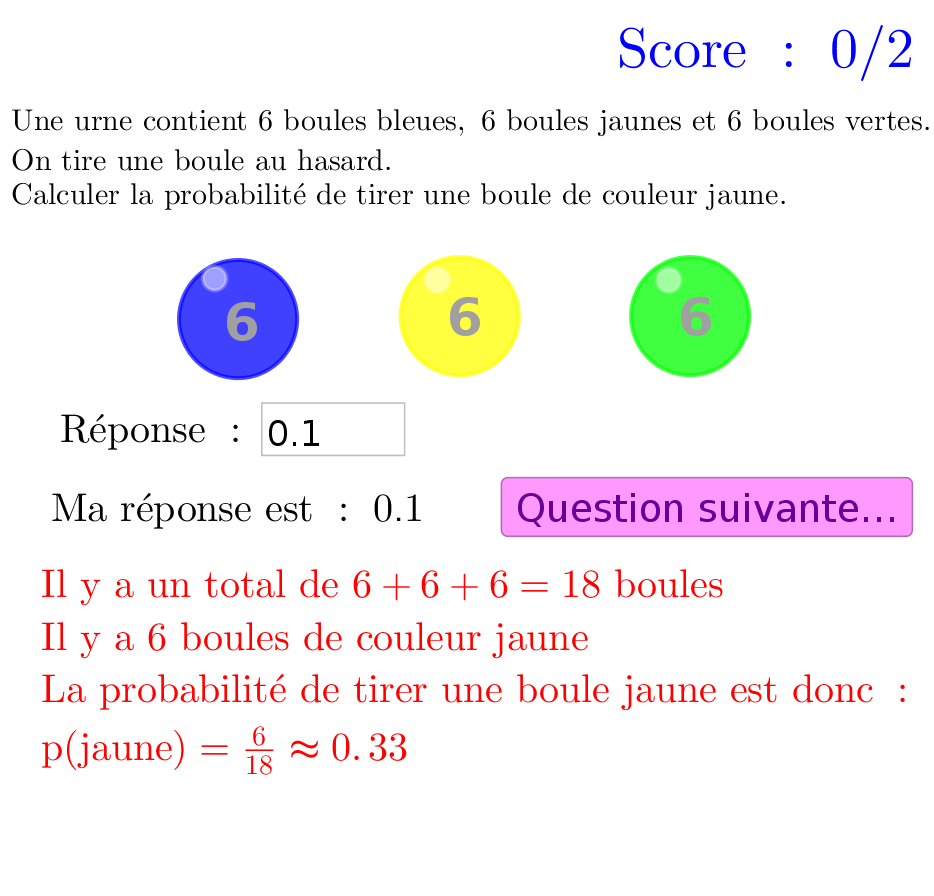 Score : 0/2
Une urne contient 6 boules bleues, 6 boules jaunes et 6 boules vertes.
On tire une boule au hasard.
Calculer la probabilité de tirer une boule de couleur jaune.
6 6 6
Réponse : 0.1
Ma réponse est : 0.1 Question suivante...
Il y a un total de 6 + 6 + 6 = 18 boules
Il y a 6 boules de couleur jaune
La probabilité de tirer une boule jaune est donc :
p(jaune) = 6/18 ≈ 0.33